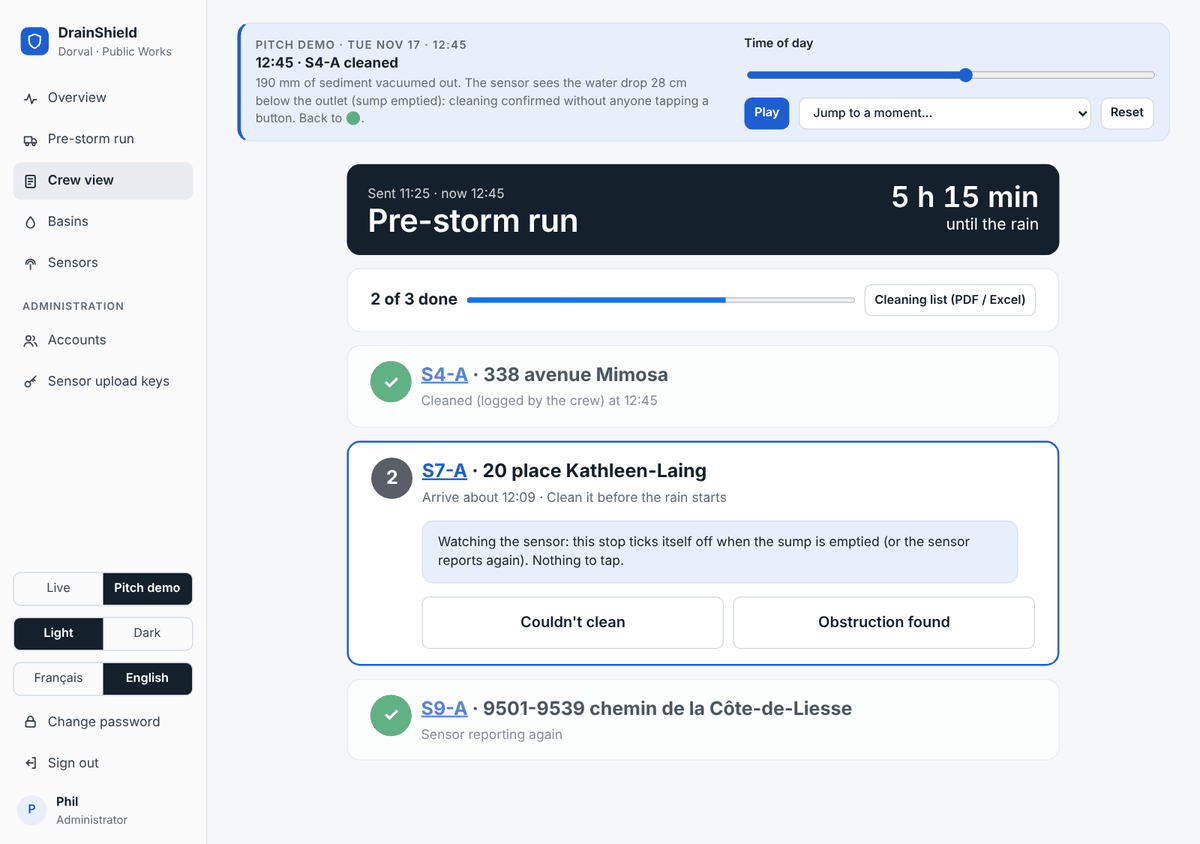 DrainShield
Dorval · Public Works
Overview
Pre-storm run
Crew view
Basins
Sensors
ADMINISTRATION
Accounts
Sensor upload keys
Live
Pitch demo
Light
Dark
Français
English
Change password
Sign out
P
Phil
Administrator
PITCH DEMO · TUE NOV 17 · 12:45
12:45 · S4-A cleaned
190 mm of sediment vacuumed out. The sensor sees the water drop 28 cm
below the outlet (sump emptied): cleaning confirmed without anyone tapping a
button. Back to 🟢.
Time of day
Play
Jump to a moment...
Reset
Sent 11:25 · now 12:45
Pre-storm run
5 h 15 min
until the rain
2 of 3 done
Cleaning list (PDF / Excel)
S4-A · 338 avenue Mimosa
Cleaned (logged by the crew) at 12:45
2
S7-A · 20 place Kathleen-Laing
Arrive about 12:09 · Clean it before the rain starts
Watching the sensor: this stop ticks itself off when the sump is emptied (or the sensor
reports again). Nothing to tap.
Couldn't clean
Obstruction found
S9-A · 9501-9539 chemin de la Côte-de-Liesse
Sensor reporting again